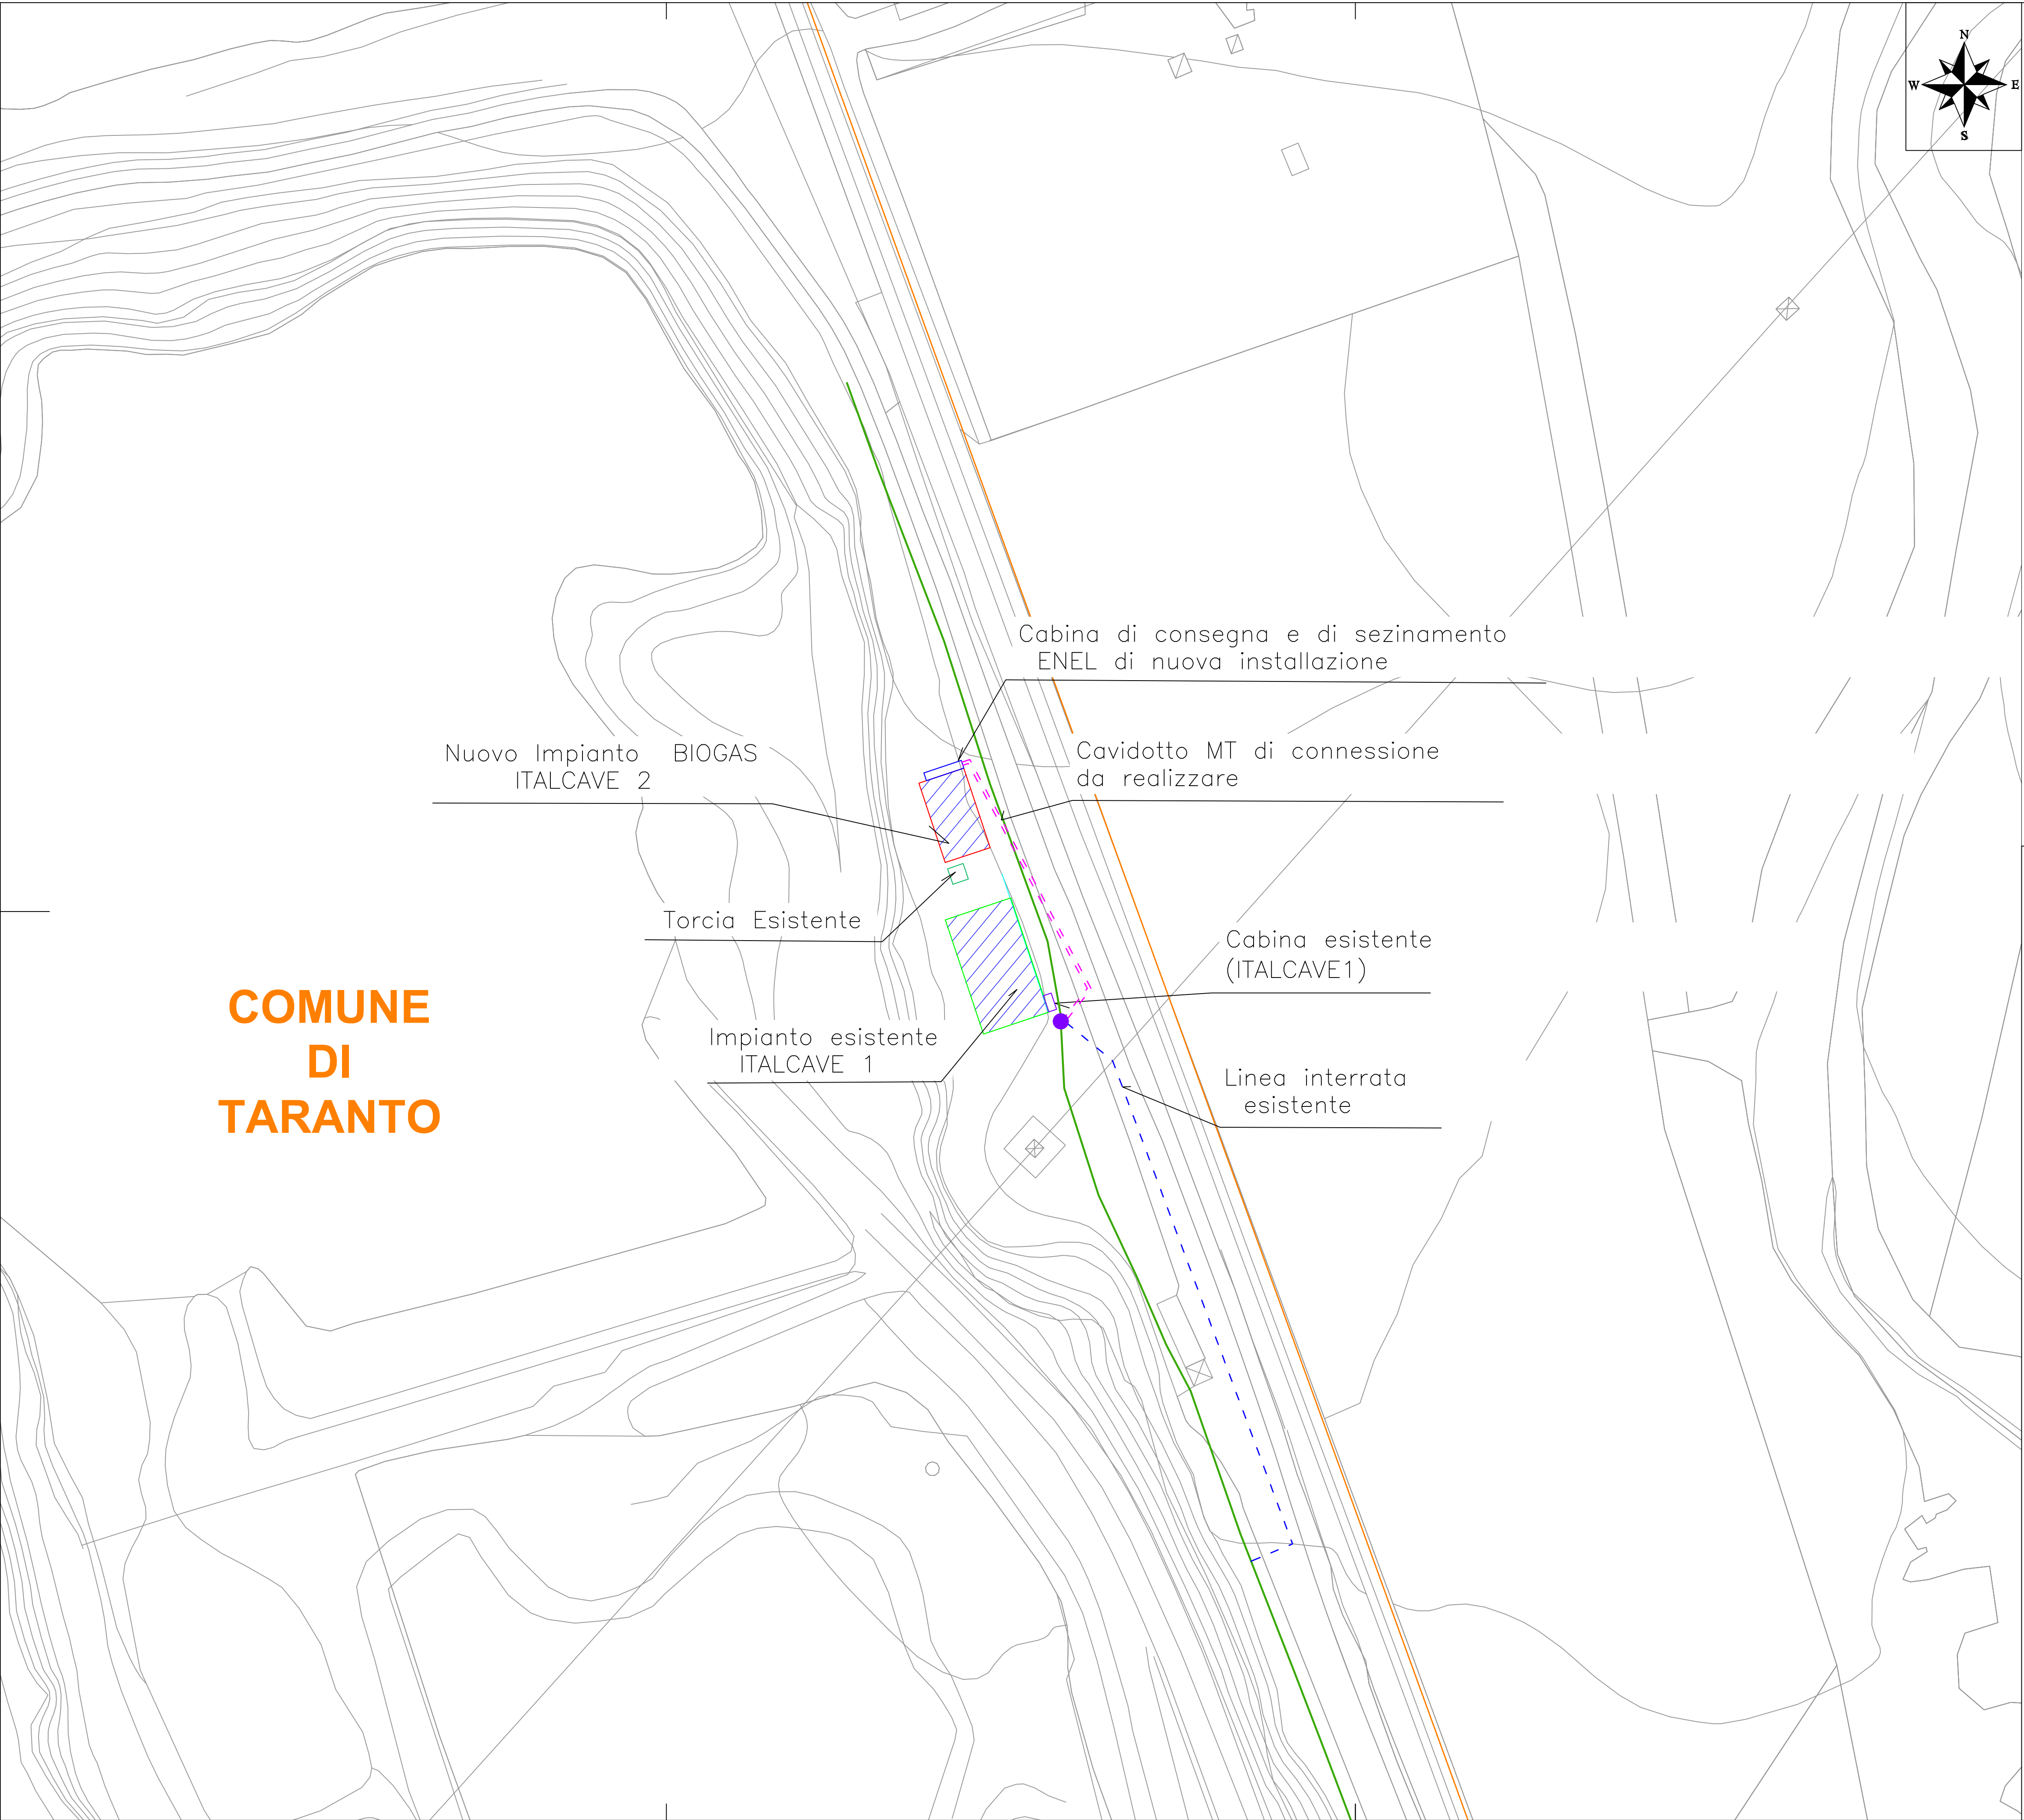 N
W E
S
Cabina di consegna e di sezinamento
ENEL di nuova installazione
Nuovo Impianto BIOGAS
ITALCAVE 2
Cavidotto MT di connessione
da realizzare
Torcia Esistente
Cabina esistente
(ITALCAVE1)
COMUNE
DI
TARANTO
Impianto esistente
ITALCAVE 1
Linea interrata
esistente